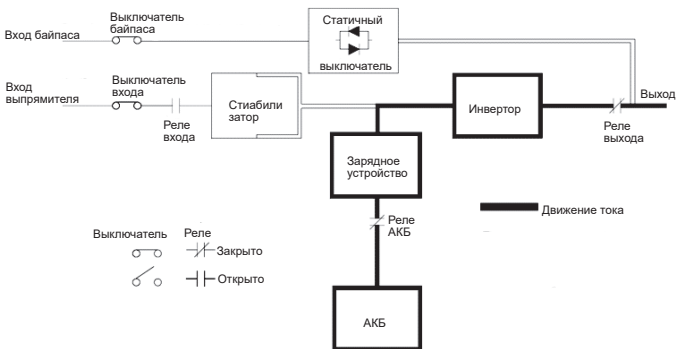 Вход байпаса
Выключатель
байпаса
Статичный
выключатель
Вход
выпрямителя
Выключатель
входа
Реле
входа
Стиабили
затор
Инвертор
Выход
Реле
выхода
Зарядное
устройство
Реле
АКБ
Движение тока
Выключатель
Реле
Закрыто
Открыто
АКБ